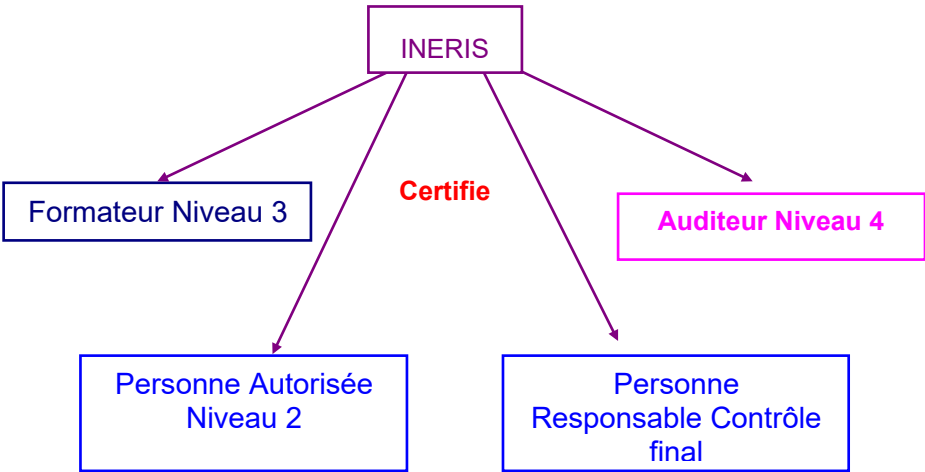 INERIS
Certifie
Formateur Niveau 3
Auditeur Niveau 4
Personne Autorisée
Niveau 2
Personne
Responsable Contrôle
final